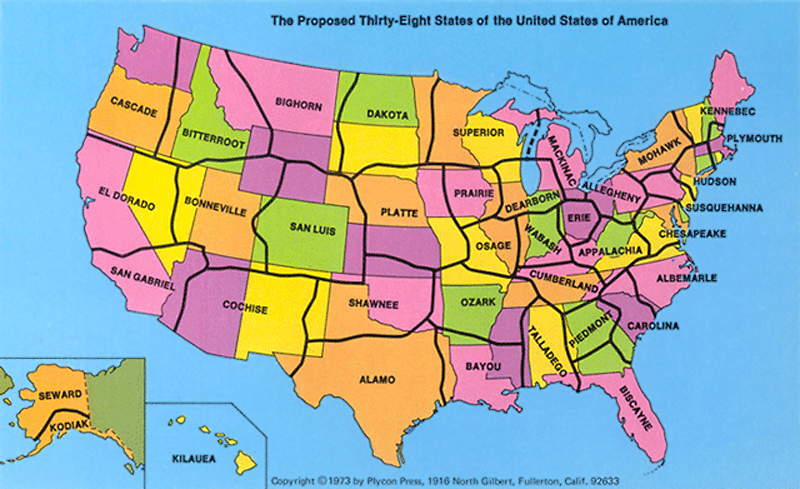 The Proposed Thirty-Eight States of the United States of America
CASCADE
BIGHORN
DAKOTA
KENNEBEC
BITTERROOT
SUPERIOR
MACKINAC
PLYMOUTH
MOHAWK
EL DORADO
BONNEVILLE
PLATTE
PRAIRIE
DEARBORN
ALLEGHENY
HUDSON
SUSQUEHANNA
SAN LUIS
OSAGE
WABASH
ERIE
CHESAPEAKE
APPALACHIA
SAN GABRIEL
COCHISE
SHAWNEE
OZARK
CUMBERLAND
ALBEMARLE
PIEDMONT
CAROLINA
TALLADEGO
ALAMO
BAYOU
BISCAYNE
SEWARD
KODIAK
KILAUEA
Copyright © 1973 by Plycon Press, 1916 North Gilbert, Fullerton, Calif. 92633